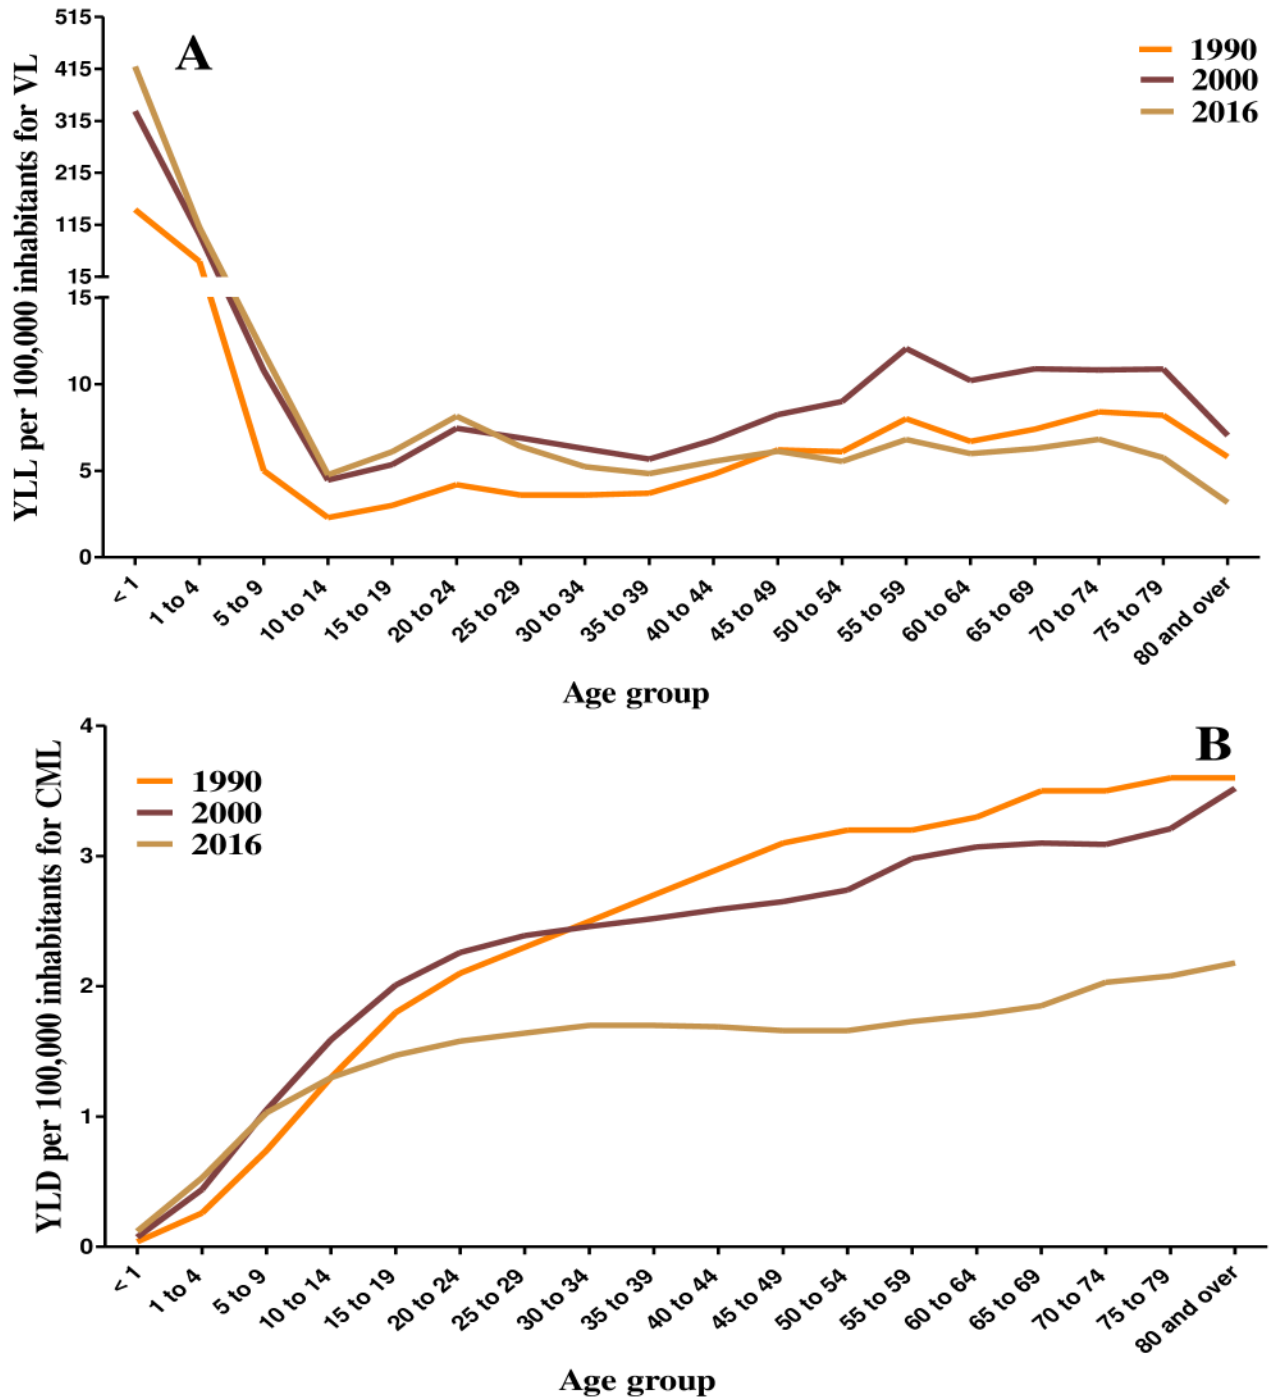 A
YLL per 100,000 inhabitants for VL
515
415
315
215
115
15
15
10
5
0
1990
2000
2016
< 1
1 to 4
5 to 9
10 to 14
15 to 19
20 to 24
25 to 29
30 to 34
35 to 39
40 to 44
45 to 49
50 to 54
55 to 59
60 to 64
65 to 69
70 to 74
75 to 79
80 and over
Age group
B
YLD per 100,000 inhabitants for CML
4
3
2
1
0
1990
2000
2016
< 1
1 to 4
5 to 9
10 to 14
15 to 19
20 to 24
25 to 29
30 to 34
35 to 39
40 to 44
45 to 49
50 to 54
55 to 59
60 to 64
65 to 69
70 to 74
75 to 79
80 and over
Age group